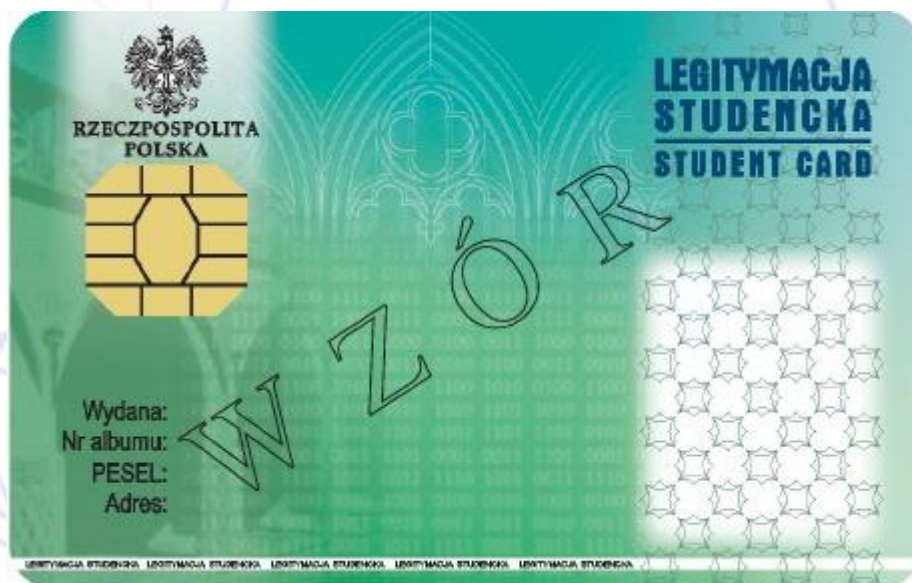 RZECZPOSPOLITA
POLSKA
LEGITYMACJA
STUDENCKA
STUDENT CARD
WZÓR
Wydana:
Nr albumu:
PESEL:
Adres:
LEGITYMACJA STUDENCKA LEGITYMACJA STUDENCKA LEGITYMACJA STUDENCKA LEGITYMACJA STUDENCKA LEGITYMACJA STUDENCKA